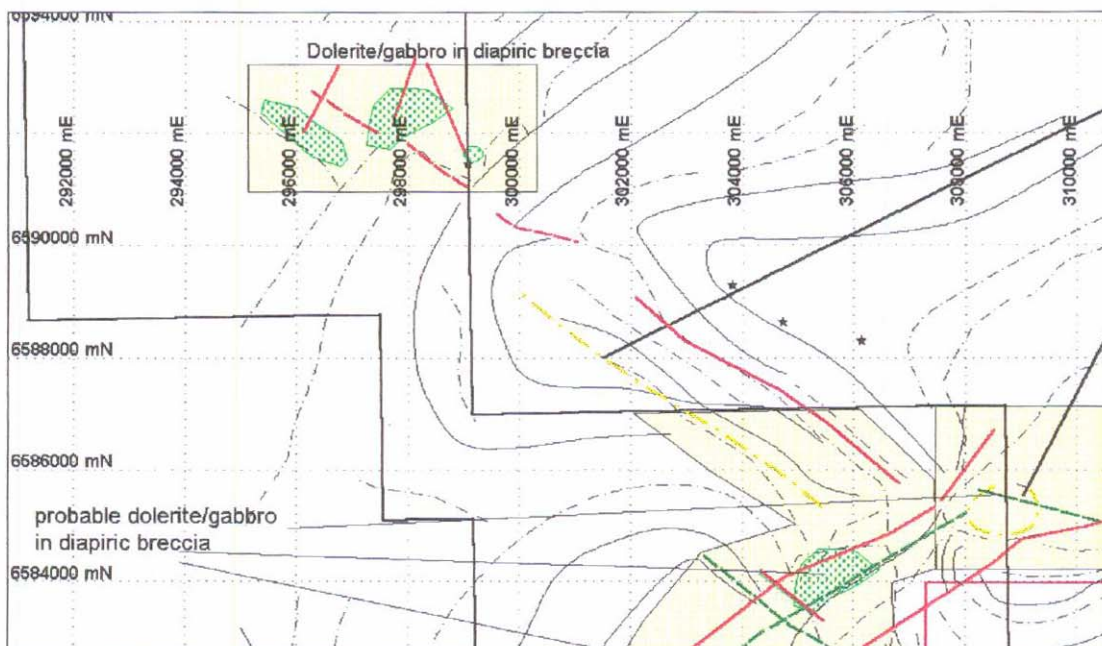 6594000 mN
Dolerite/gabbro in diapiric breccia
292000 mE
294000 mE
296000 mE
298000 mE
300000 mE
302000 mE
304000 mE
306000 mE
308000 mE
310000 mE
6590000 mN
6588000 mN
6586000 mN
probable dolerite/gabbro
in diapiric breccia
6584000 mN